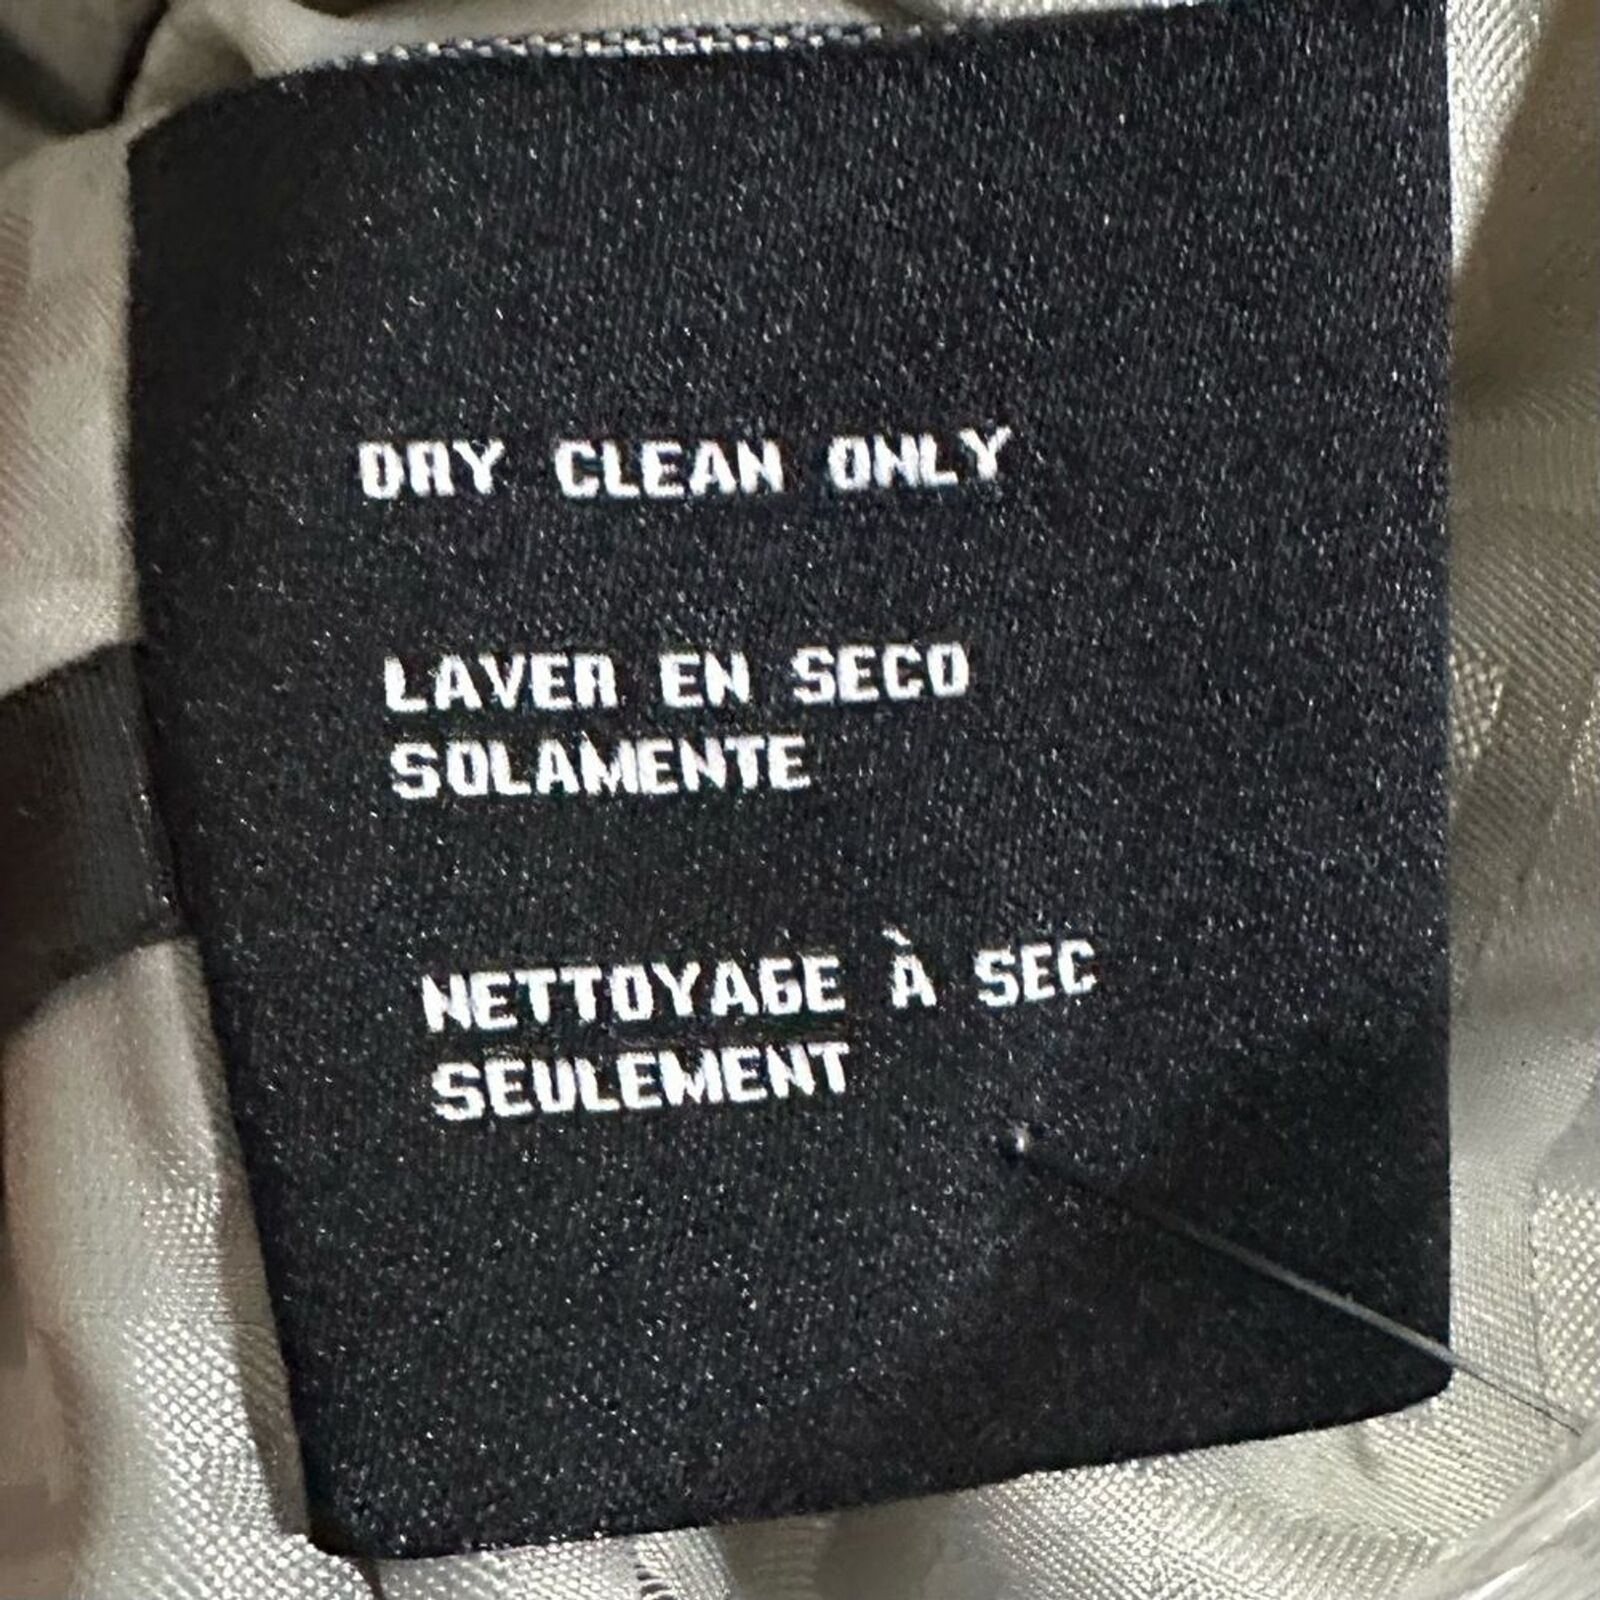 DRY CLEAN ONLY
LAVER EN SECO
SOLAMENTE
NETTOYAGE À SEC
SEULEMENT